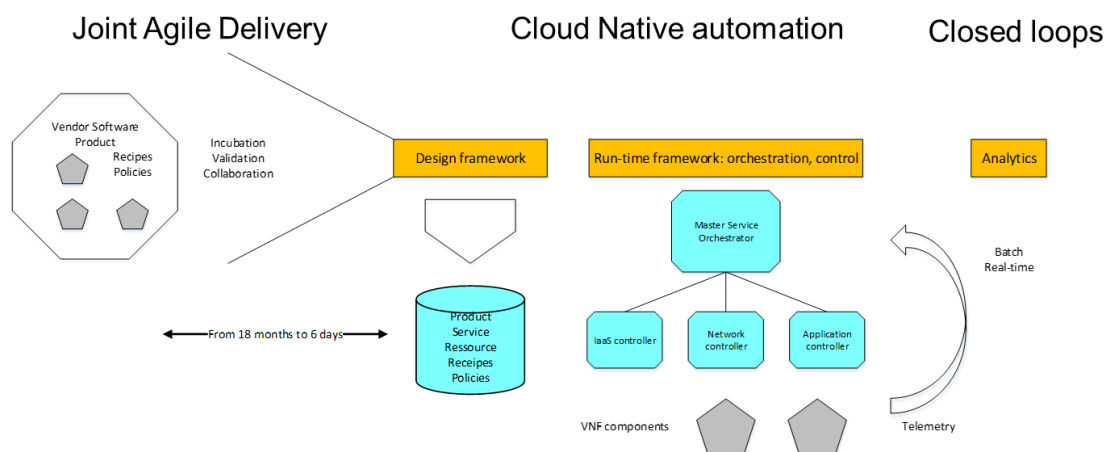 Joint Agile Delivery
Cloud Native automation
Closed loops
Vendor Software
Product
Recipes
Policies
Incubation
Validation
Collaboration
Design framework
Run-time framework: orchestration, control
Analytics
Master Service
Orchestrator
Batch
Real-time
From 18 months to 6 days
Product
Service
Ressource
Receipes
Policies
IaaS controller
Network
controller
Application
controller
VNF components
Telemetry